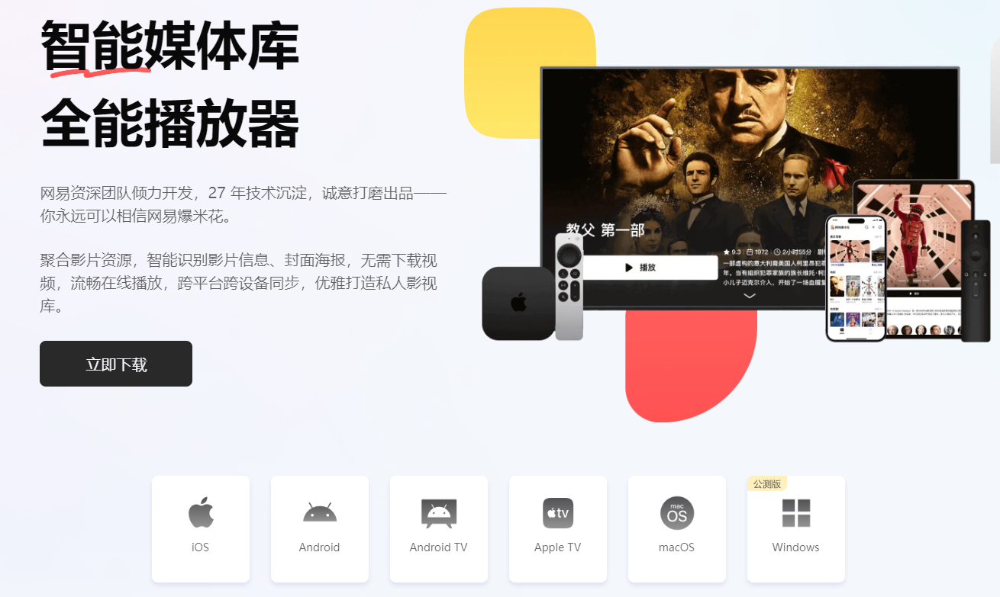 智能媒体库
全能播放器
网易资深团队倾力开发，27 年技术沉淀，诚意打磨出品——
你永远可以相信网易爆米花。
聚合影片资源，智能识别影片信息、封面海报，无需下载视
频，流畅在线播放，跨平台跨设备同步，优雅打造私人影视
库。
立即下载
教父 第一部
播放
9.3 1972 2小时55分
一部虚构的意大利裔美国人柯里昂犯
年，当有组织犯罪家族的族长维托·柯
小儿子迈克尔介入，开始了一场血腥
tv
mac
OS
公测版
iOS
Android
Android TV
Apple TV
macOS
Windows